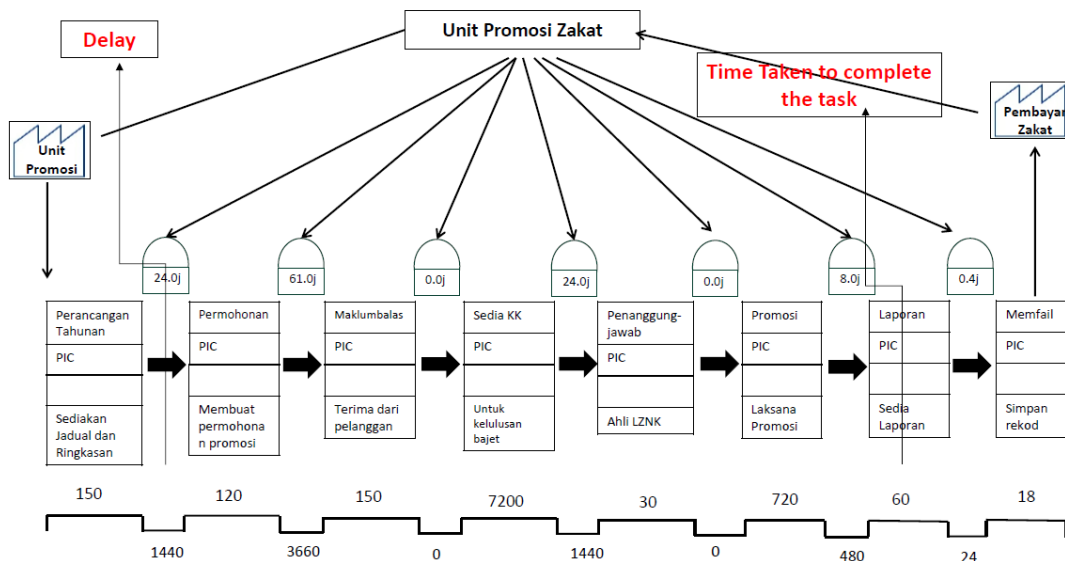 Unit Promosi Zakat
Delay
Time Taken to complete
the task
Unit
Promosi
Pembayar
Zakat
24.0j
61.0j
0.0j
24.0j
0.0j
8.0j
0.4j
Perancangan
Tahunan
PIC
Sediakan
Jadual dan
Ringkasan
Permohonan
PIC
Membuat
permohona
n promosi
Maklumbalas
PIC
Terima dari
pelanggan
Sedia KK
PIC
Untuk
kelulusan
bajet
Penanggung-
jawab
PIC
Ahli LZNK
Promosi
PIC
Laksana
Promosi
Laporan
PIC
Sedia
Laporan
Memfail
PIC
Simpan
rekod
150
120
150
7200
30
720
60
18
1440
3660
0
1440
0
480
24